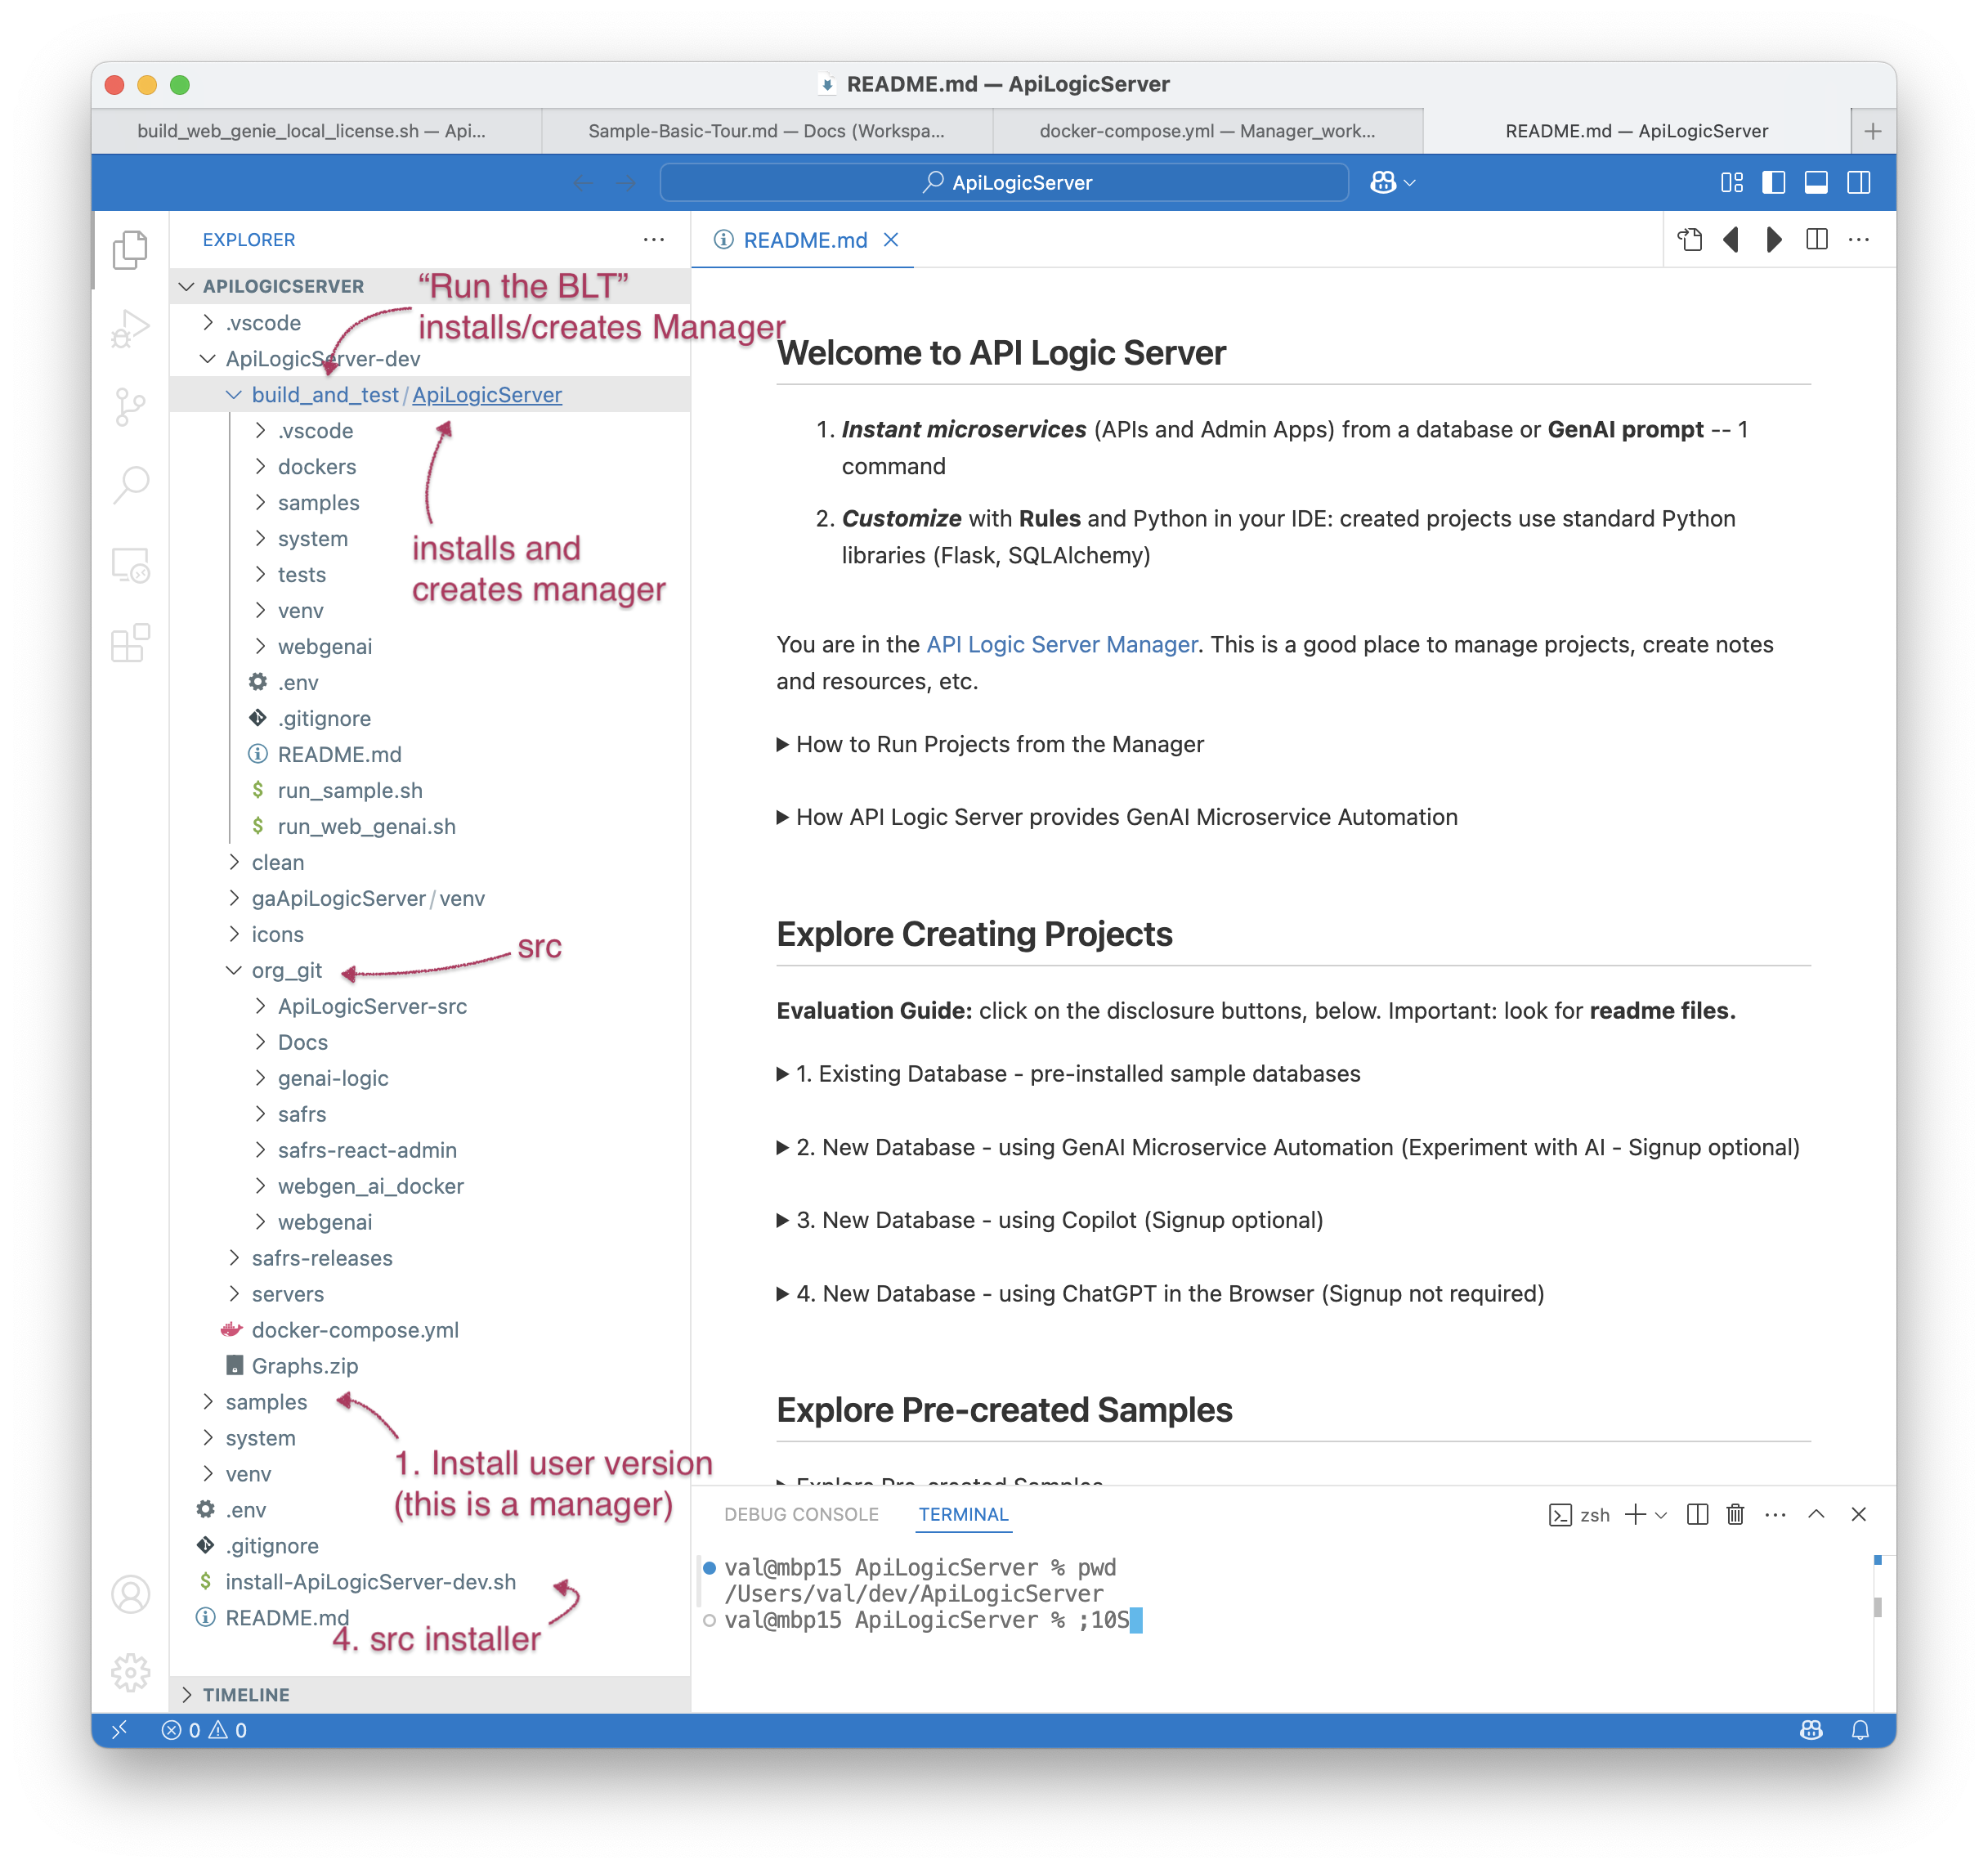 README.md — ApiLogicServer
build_web_genie_local_license.sh — Api...
Sample-Basic-Tour.md — Docs (Workspa...
docker-compose.yml — Manager_work...
README.md — ApiLogicServer
ApiLogicServer
EXPLORER
APILOGICSERVER
“Run the BLT”
installs/creates Manager
.vscode
ApiLogicServer-dev
build_and_test/ApiLogicServer
.vscode
dockers
samples
system
tests
venv
webgenai
installs and
creates manager
.env
.gitignore
README.md
$ run_sample.sh
$ run_web_genai.sh
clean
gaApiLogicServer/venv
icons
org_git
src
ApiLogicServer-src
Docs
genai-logic
safrs
safrs-react-admin
webgen_ai_docker
webgenai
safrs-releases
servers
docker-compose.yml
Graphs.zip
samples
system
venv
1. Install user version
(this is a manager)
.env
.gitignore
$ install-ApiLogicServer-dev.sh
README.md
4. src installer
TIMELINE
README.md
Welcome to API Logic Server
1. Instant microservices (APIs and Admin Apps) from a database or GenAI prompt -- 1
command
2. Customize with Rules and Python in your IDE: created projects use standard Python
libraries (Flask, SQLAlchemy)
You are in the API Logic Server Manager. This is a good place to manage projects, create notes
and resources, etc.
How to Run Projects from the Manager
How API Logic Server provides GenAI Microservice Automation
Explore Creating Projects
Evaluation Guide: click on the disclosure buttons, below. Important: look for readme files.
1. Existing Database - pre-installed sample databases
2. New Database - using GenAI Microservice Automation (Experiment with AI - Signup optional)
3. New Database - using Copilot (Signup optional)
4. New Database - using ChatGPT in the Browser (Signup not required)
Explore Pre-created Samples
Explore Pre-created Samples
DEBUG CONSOLE
TERMINAL
zsh
val@mbp15 ApiLogicServer % pwd
/Users/val/dev/ApiLogicServer
val@mbp15 ApiLogicServer % ;10S
0
0